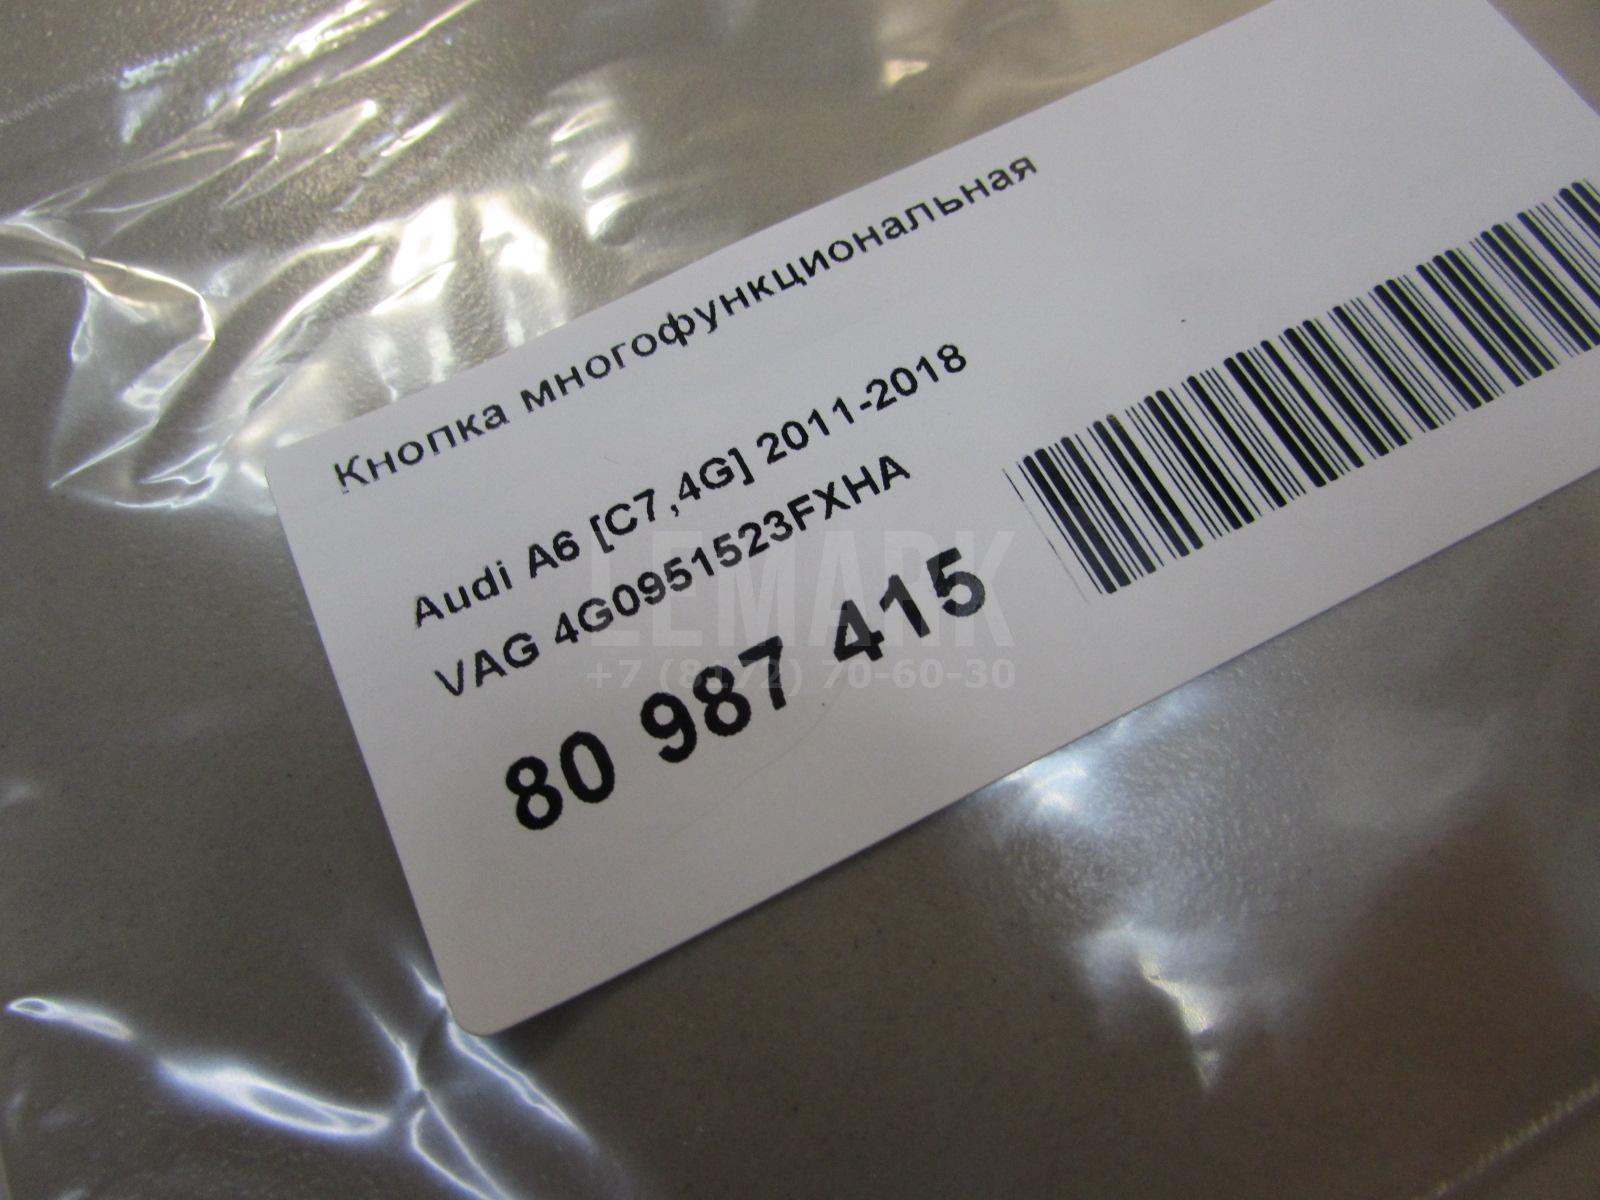 Кнопка многофункциональная
Audi A6 [C7,4G] 2011-2018
VAG 4G0951523FXHA
80 987 415
LEMARK
+7 (8172) 70-60-30